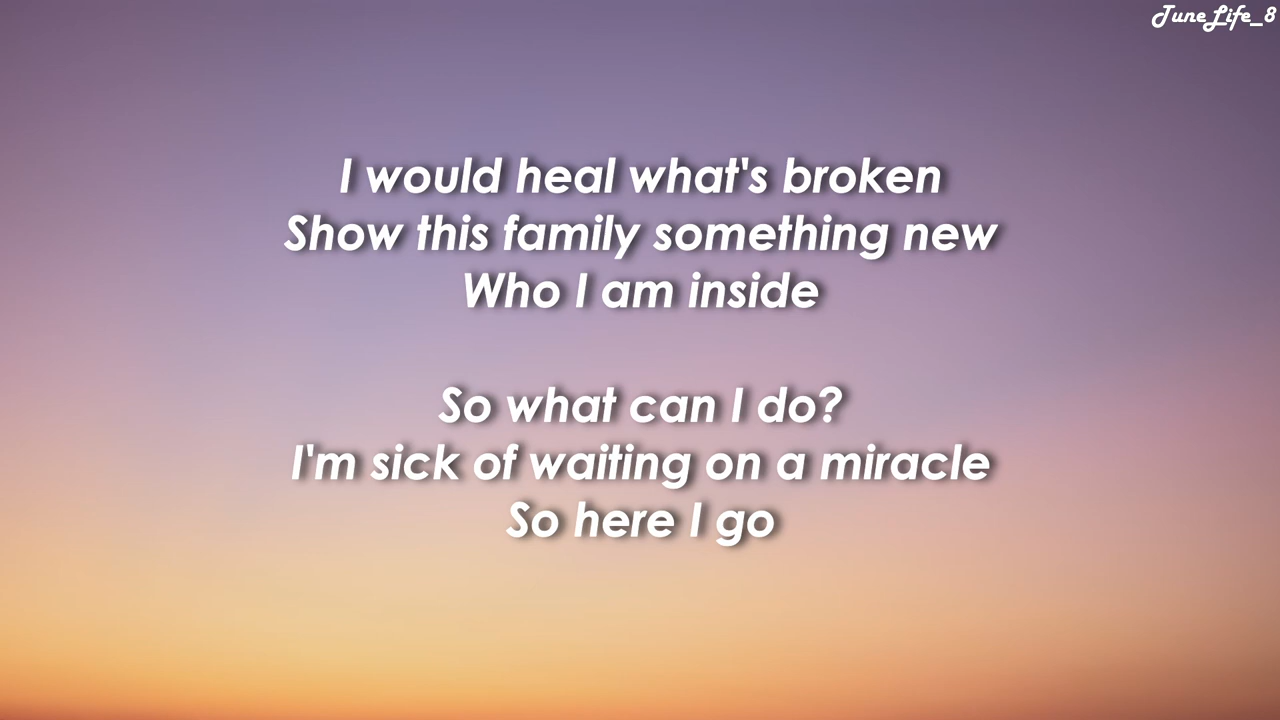 TuneLife_8
I would heal what's broken
Show this family something new
Who I am inside
So what can I do?
I'm sick of waiting on a miracle
So here I go